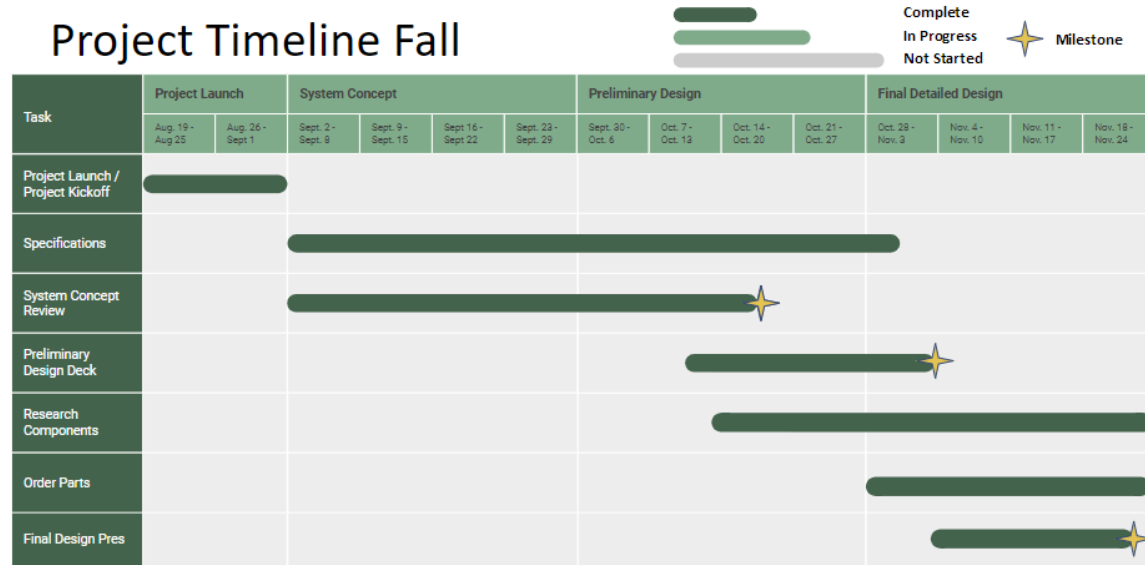 Project Timeline Fall
Complete
In Progress
Not Started
Milestone
Task
Project Launch
System Concept
Preliminary Design
Final Detailed Design
Aug. 19 -
Aug 25
Aug. 26 -
Sept 1
Sept. 2 -
Sept. 8
Sept. 9 -
Sept. 15
Sept 16 -
Sept 22
Sept. 23 -
Sept. 29
Sept. 30 -
Oct. 6
Oct. 7 -
Oct. 13
Oct. 14 -
Oct. 20
Oct. 21 -
Oct. 27
Oct. 28 -
Nov. 3
Nov. 4 -
Nov. 10
Nov. 11 -
Nov. 17
Nov. 18 -
Nov. 24
Project Launch /
Project Kickoff
Specifications
System Concept
Review
Preliminary
Design Deck
Research
Components
Order Parts
Final Design Pres